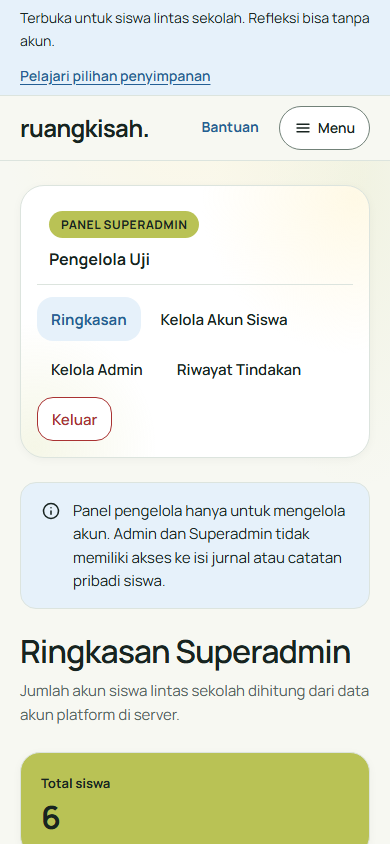 Terbuka untuk siswa lintas sekolah. Refleksi bisa tanpa
akun.
Pelajari pilihan penyimpanan
ruangkisah.
Bantuan
Menu
PANEL SUPERADMIN
Pengelola Uji
Ringkasan
Kelola Akun Siswa
Kelola Admin
Riwayat Tindakan
Keluar
Panel pengelola hanya untuk mengelola
akun. Admin dan Superadmin tidak
memiliki akses ke isi jurnal atau catatan
pribadi siswa.
Ringkasan Superadmin
Jumlah akun siswa lintas sekolah dihitung dari data
akun platform di server.
Total siswa
6